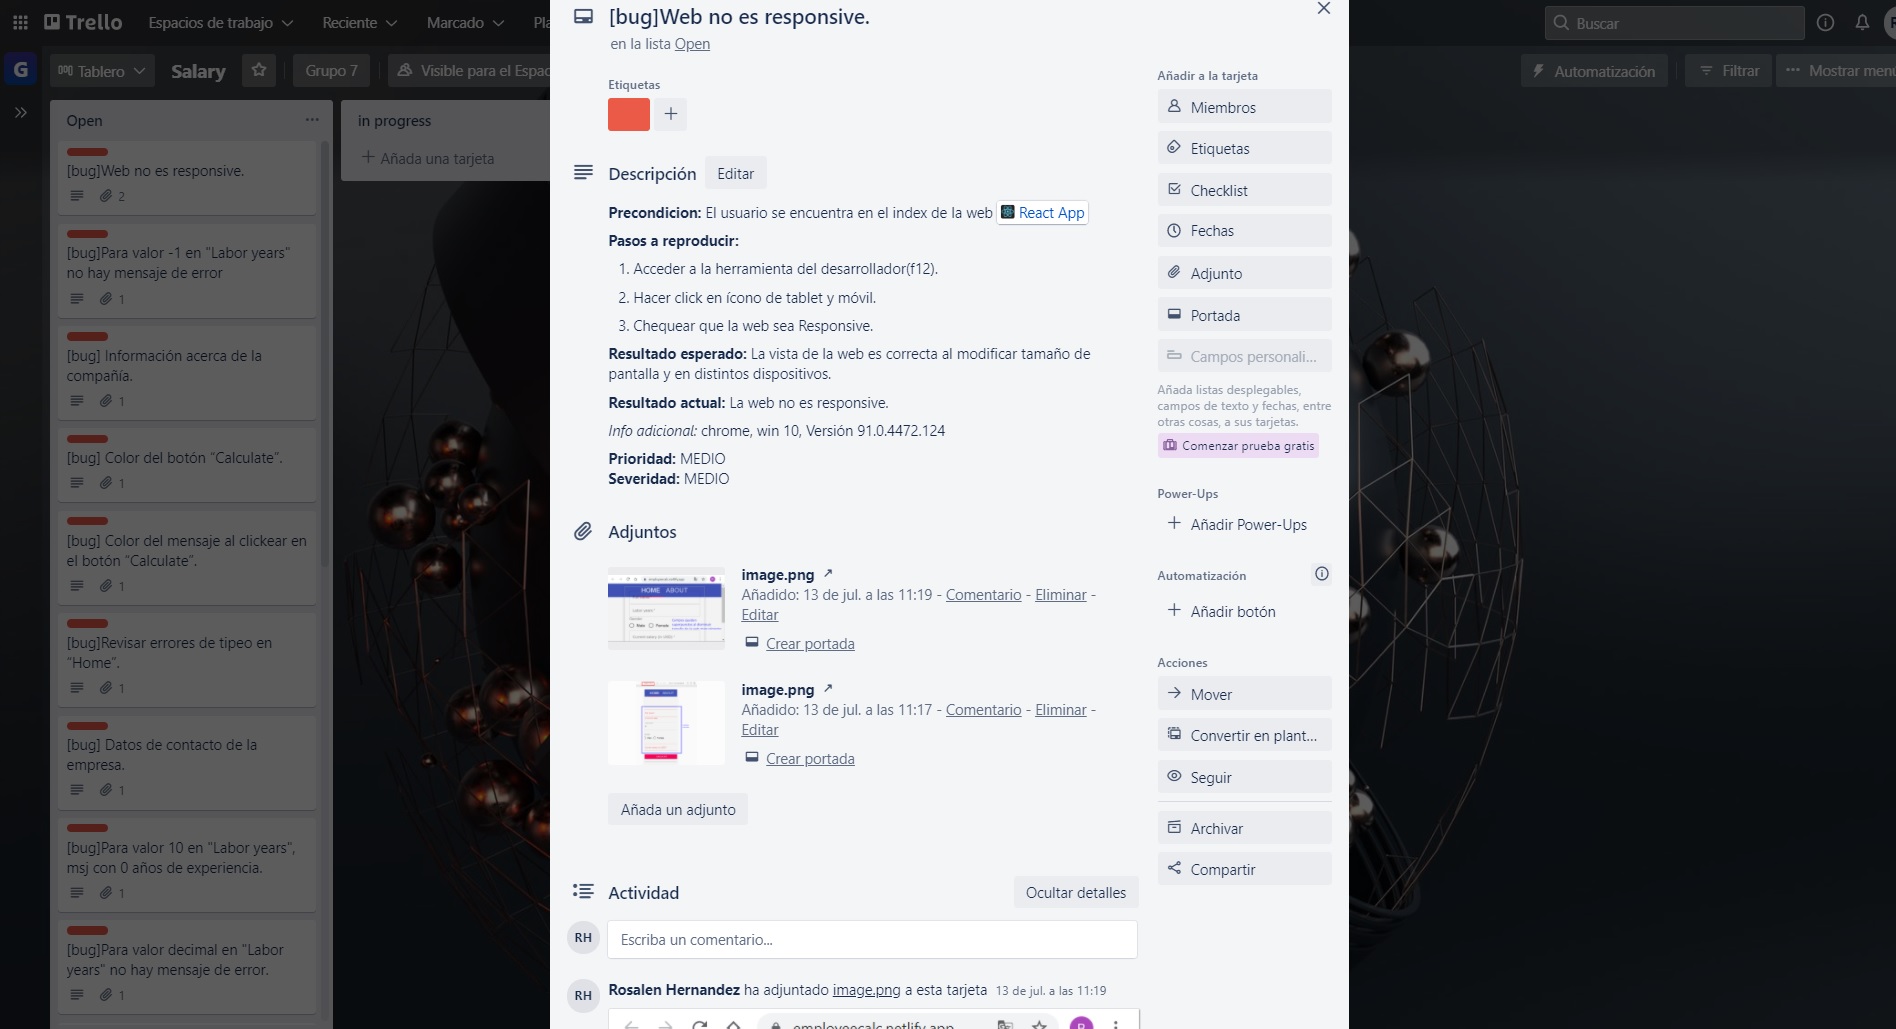 Trello
Espacios de trabajo
Reciente
Marcado
Buscar
G
Tablero
Salary
Grupo 7
Visible para el Espac
Automatización
Filtrar
Mostrar menú
Open
[bug]Web no es responsive.
2
[bug]Para valor -1 en "Labor years"
no hay mensaje de error
1
[bug] Información acerca de la
compañía.
1
[bug] Color del botón “Calculate”.
1
[bug] Color del mensaje al clickear en
el botón “Calculate”.
1
[bug]Revisar errores de tipeo en
“Home”.
1
[bug] Datos de contacto de la
empresa.
1
[bug]Para valor 10 en "Labor years",
msj con 0 años de experiencia.
1
[bug]Para valor decimal en "Labor
years" no hay mensaje de error.
1
in progress
Añada una tarjeta
[bug]Web no es responsive.
en la lista Open
Etiquetas
Descripción
Editar
Precondicion: El usuario se encuentra en el index de la web React App
Pasos a reproducir:
1. Acceder a la herramienta del desarrollador(f12).
2. Hacer click en ícono de tablet y móvil.
3. Chequear que la web sea Responsive.
Resultado esperado: La vista de la web es correcta al modificar tamaño de
pantalla y en distintos dispositivos.
Resultado actual: La web no es responsive.
Info adicional: chrome, win 10, Versión 91.0.4472.124
Prioridad: MEDIO
Severidad: MEDIO
Adjuntos
HOME ABOUT
image.png
Añadido: 13 de jul. a las 11:19 - Comentario - Eliminar -
Editar
Crear portada
HOME ABOUT
image.png
Añadido: 13 de jul. a las 11:17 - Comentario - Eliminar -
Editar
Crear portada
Añada un adjunto
Actividad
Ocultar detalles
RH
Escriba un comentario...
RH
Rosalen Hernandez ha adjuntado image.png a esta tarjeta 13 de jul. a las 11:19
employeecalc.netlify.app
Añadir a la tarjeta
Miembros
Etiquetas
Checklist
Fechas
Adjunto
Portada
Campos personali...
Añada listas desplegables,
campos de texto y fechas, entre
otras cosas, a sus tarjetas.
Comenzar prueba gratis
Power-Ups
Añadir Power-Ups
Automatización
Añadir botón
Acciones
Mover
Convertir en plant...
Seguir
Archivar
Compartir